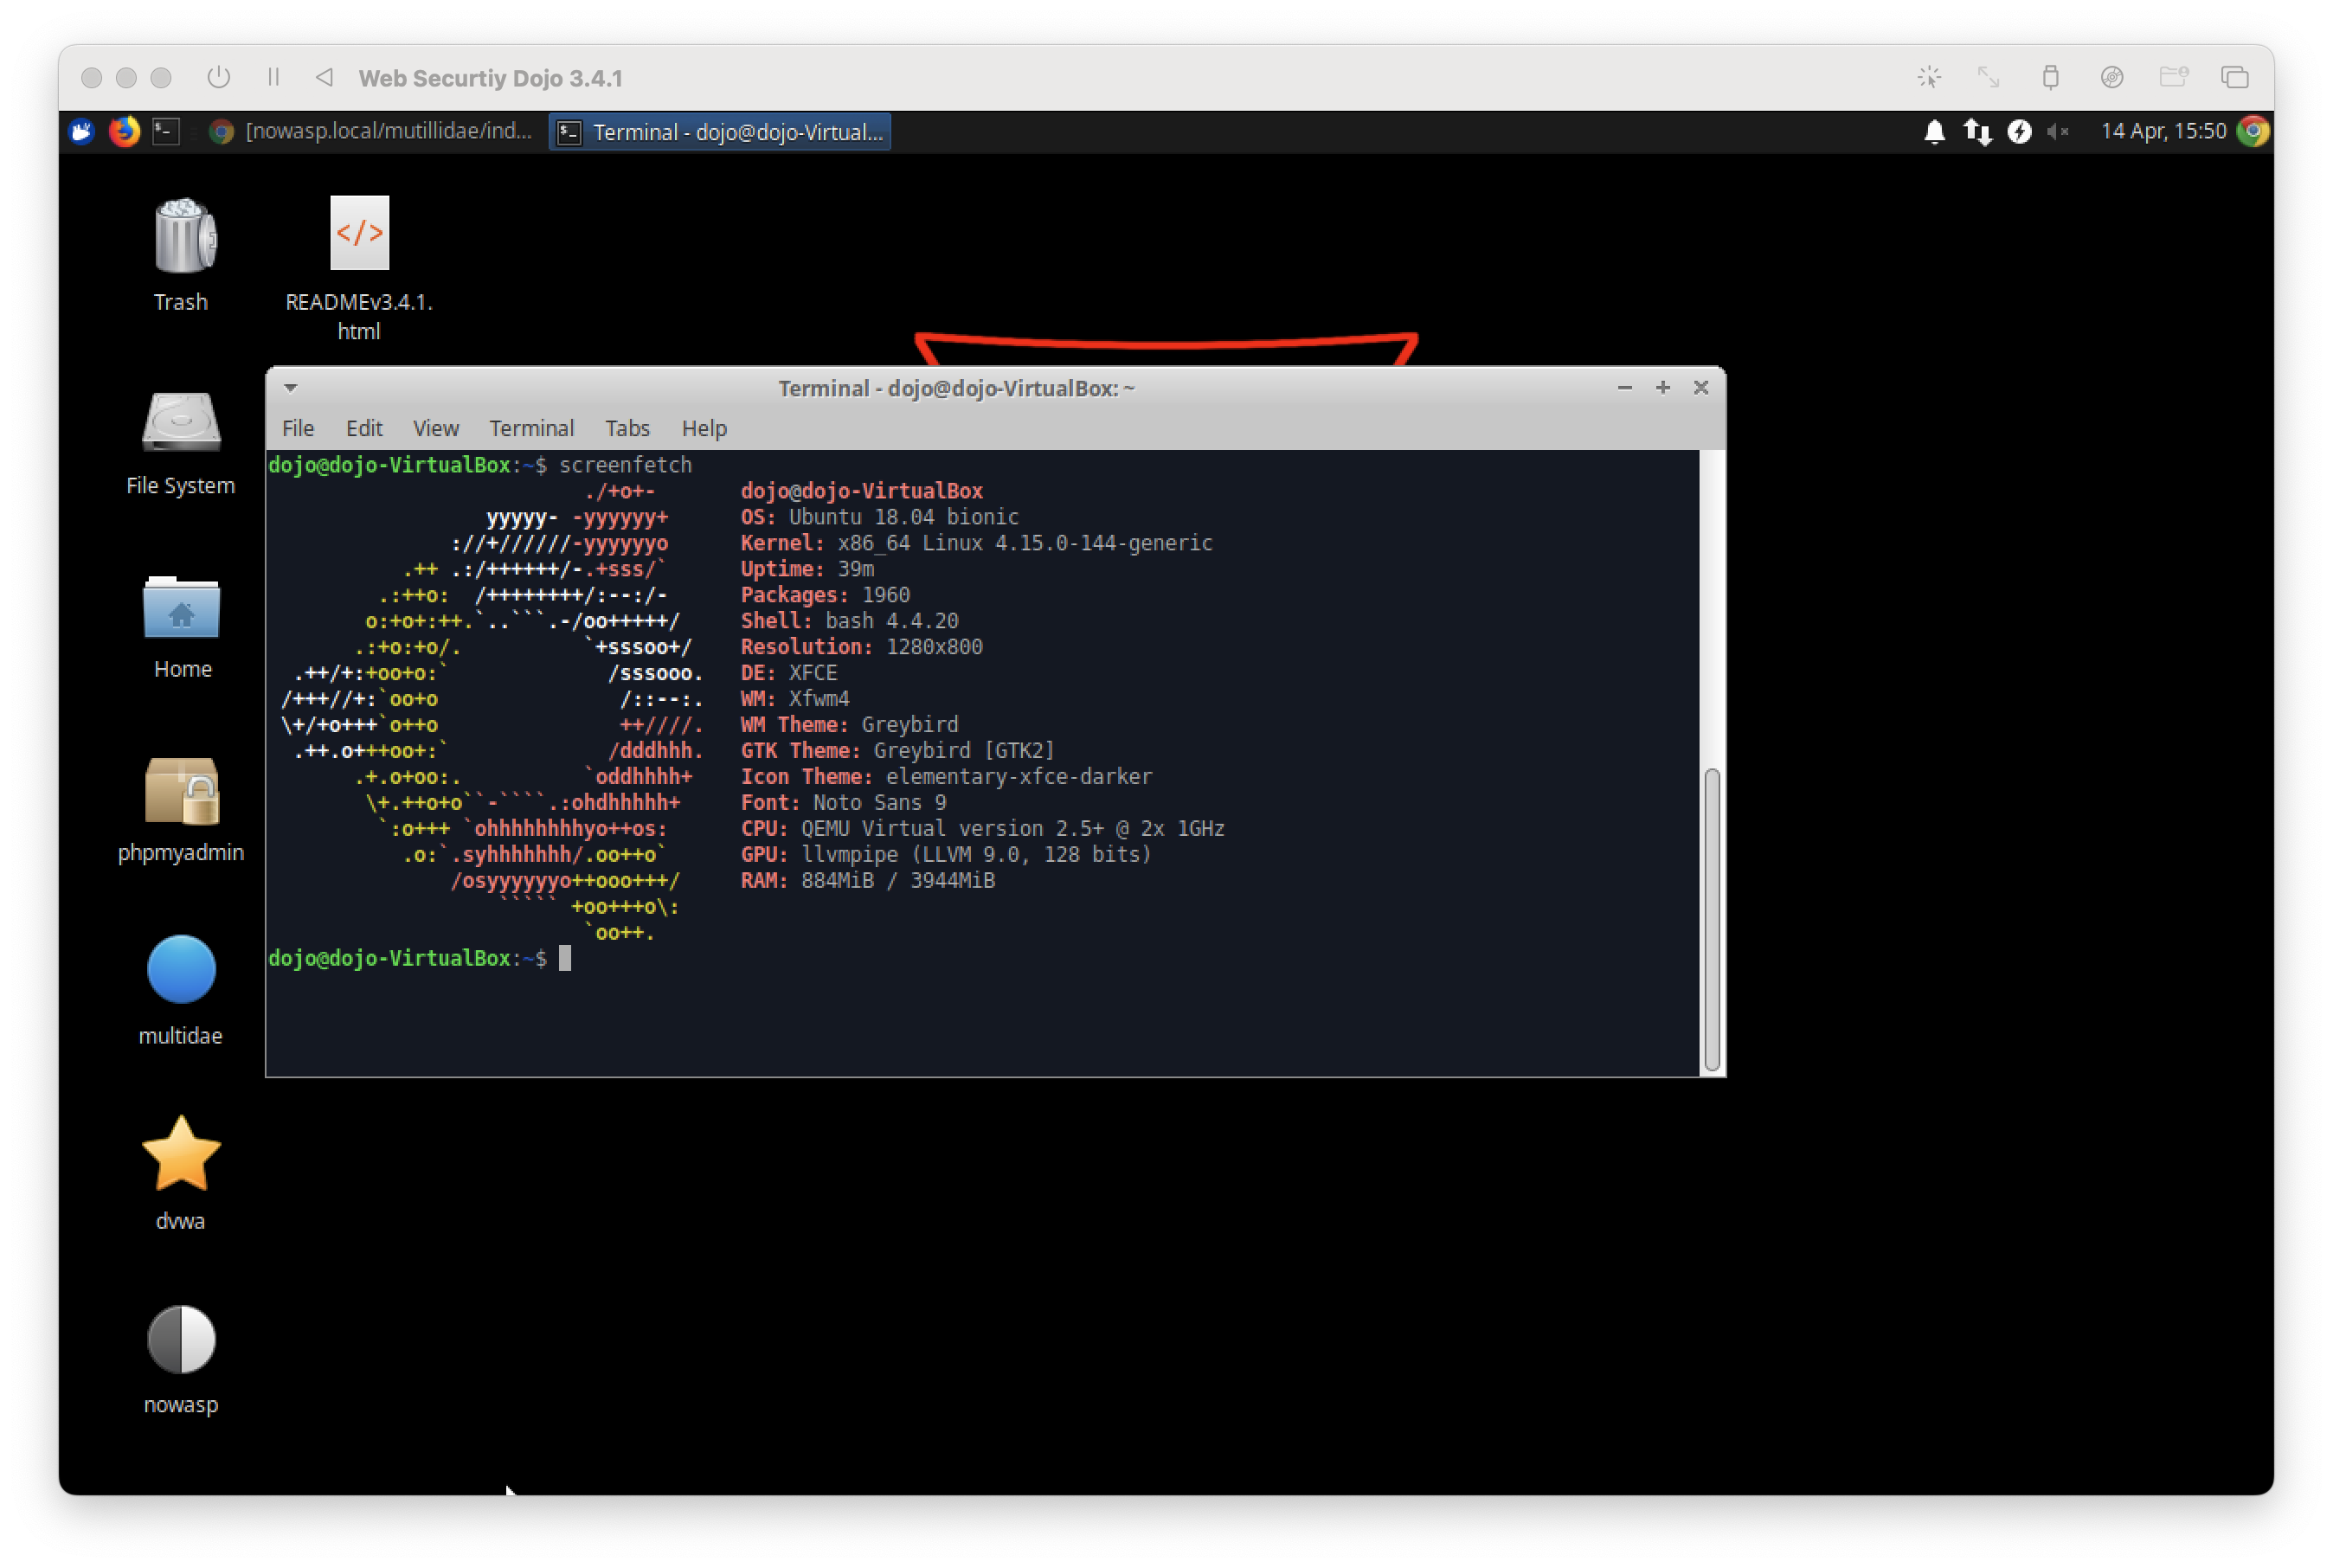 Web Securtiy Dojo 3.4.1
[nowasp.local/mutillidae/ind...
Terminal - dojo@dojo-Virtual...
14 Apr, 15:50
Trash
READMEv3.4.1.
html
File System
Home
phpmyadmin
multidae
dvwa
nowasp
Terminal - dojo@dojo-VirtualBox: ~
File Edit View Terminal Tabs Help
dojo@dojo-VirtualBox:~$ screenfetch
                          ./+o+-       dojo@dojo-VirtualBox
                  yyyyy- -yyyyyy+      OS: Ubuntu 18.04 bionic
               ://+//////-yyyyyyo      Kernel: x86_64 Linux 4.15.0-144-generic
           .++ .:/++++++/-.+sss/`      Uptime: 39m
         .:++o:  /++++++++/:--:/-      Packages: 1960
        o:+o+:++.`..```.-/oo+++++/     Shell: bash 4.4.20
       .:+o:+o/.          `+sssoo+/    Resolution: 1280x800
  .++/+:+oo+o:`             /sssooo.   DE: XFCE
 /+++//+:`oo+o               /::--:.   WM: Xfwm4
 \+/+o+++`o++o               ++////.   WM Theme: Greybird
  .++.o+++oo+:`             /dddhhh.   GTK Theme: Greybird [GTK2]
       .+.o+oo:.          `oddhhhh+    Icon Theme: elementary-xfce-darker
        \+.++o+o``-````.:ohdhhhhh+     Font: Noto Sans 9
         `:o+++ `ohhhhhhhhyo++os:      CPU: QEMU Virtual version 2.5+ @ 2x 1GHz
           .o:`.syhhhhhhh/.oo++o`      GPU: llvmpipe (LLVM 9.0, 128 bits)
               /osyyyyyyo++ooo+++/     RAM: 884MiB / 3944MiB
                   ````` +oo+++o\:
                          `oo++.
dojo@dojo-VirtualBox:~$